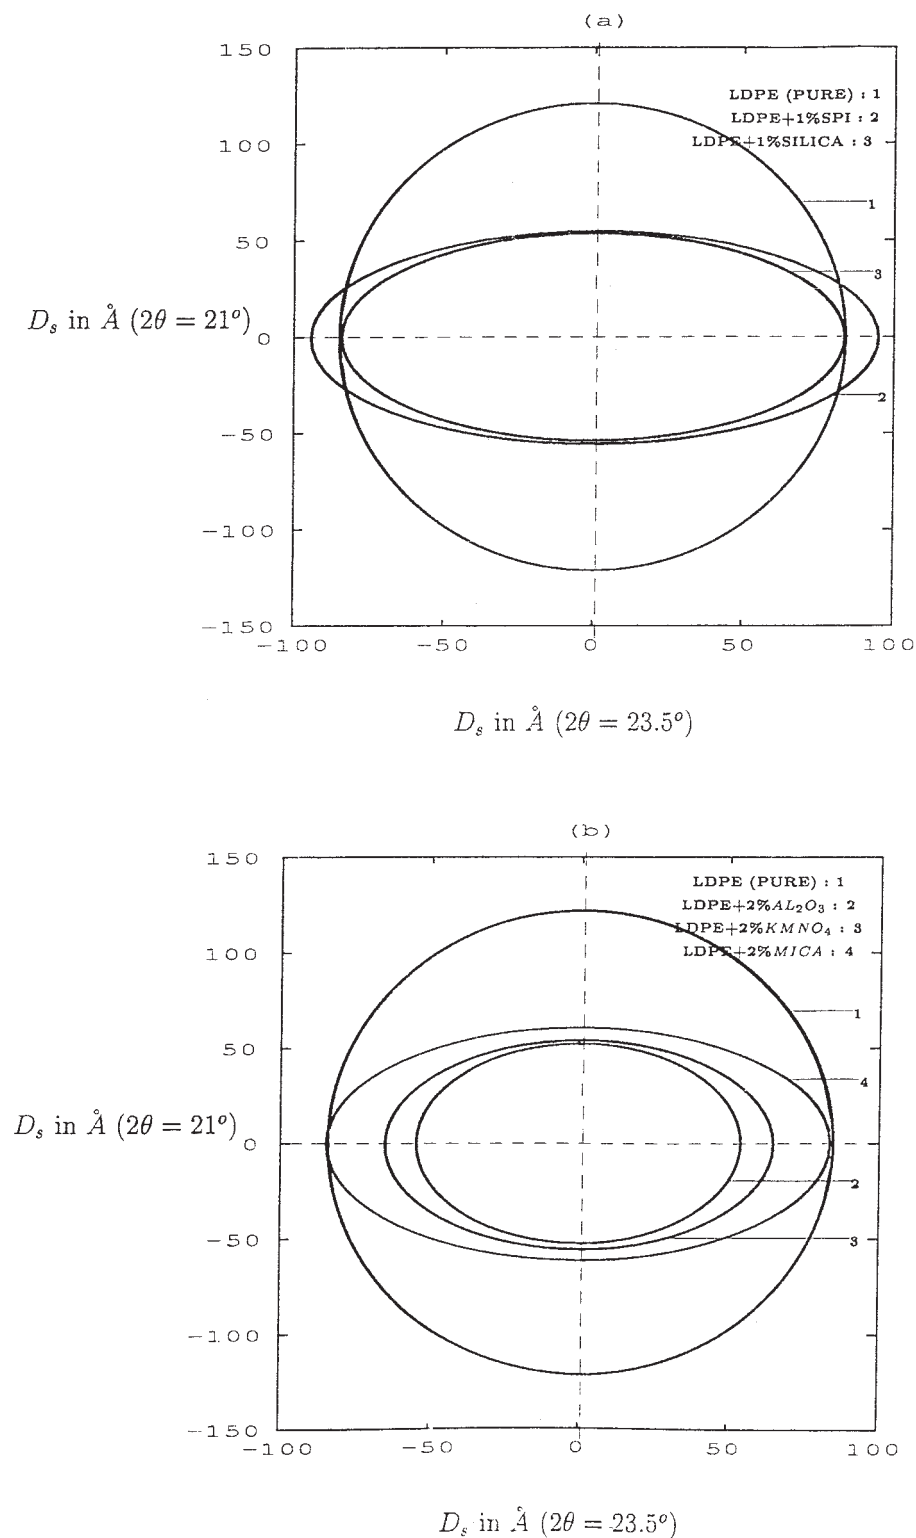 (a)
150
LDPE (PURE) : 1
LDPE+1%SPI : 2
LDPE+1%SILICA : 3
100
1
50
3
D_s in Å (2θ = 21°)
0
2
−50
−100
−150
−100 −50 0 50 100
D_s in Å (2θ = 23.5°)
(b)
150
LDPE (PURE) : 1
LDPE+2%AL₂O₃ : 2
LDPE+2%KMNO₄ : 3
LDPE+2%MICA : 4
100
1
50
4
D_s in Å (2θ = 21°)
0
2
−50
3
−100
−150
−100 −50 0 50 100
D_s in Å (2θ = 23.5°)